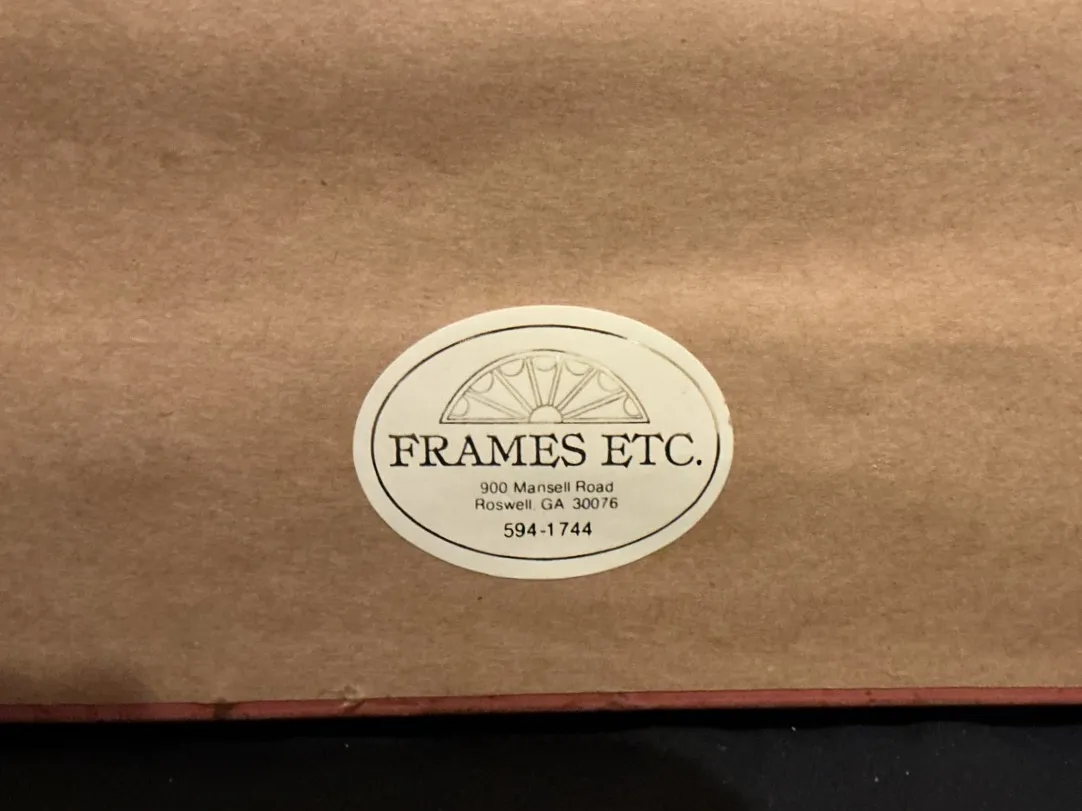 FRAMES ETC.
900 Mansell Road
Roswell, GA 30076
594-1744